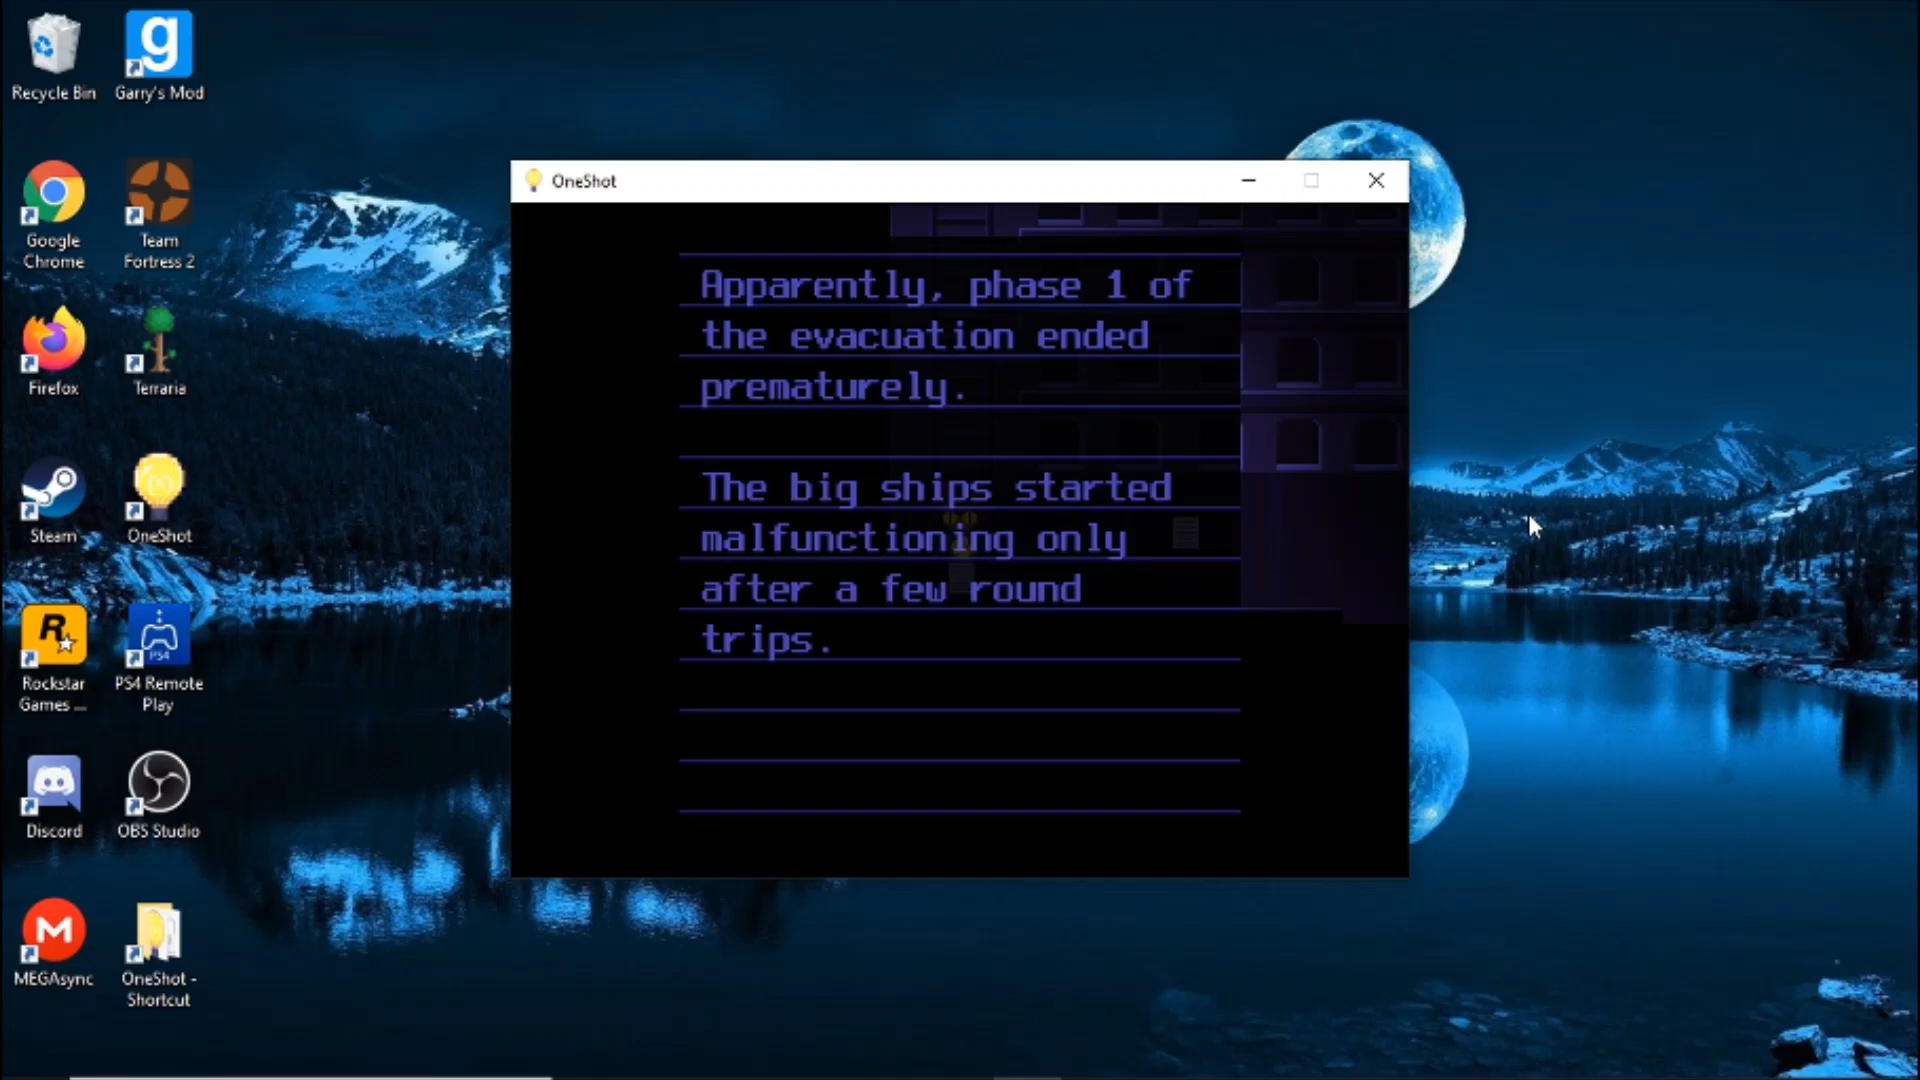 Recycle Bin
Garry's Mod
Google
Chrome
Team
Fortress 2
Firefox
Terraria
Steam
OneShot
Rockstar
Games ...
PS4
PS4 Remote
Play
Discord
OBS Studio
MEGAsync
OneShot -
Shortcut
OneShot
Apparently, phase 1 of
the evacuation ended
prematurely.
The big ships started
malfunctioning only
after a few round
trips.